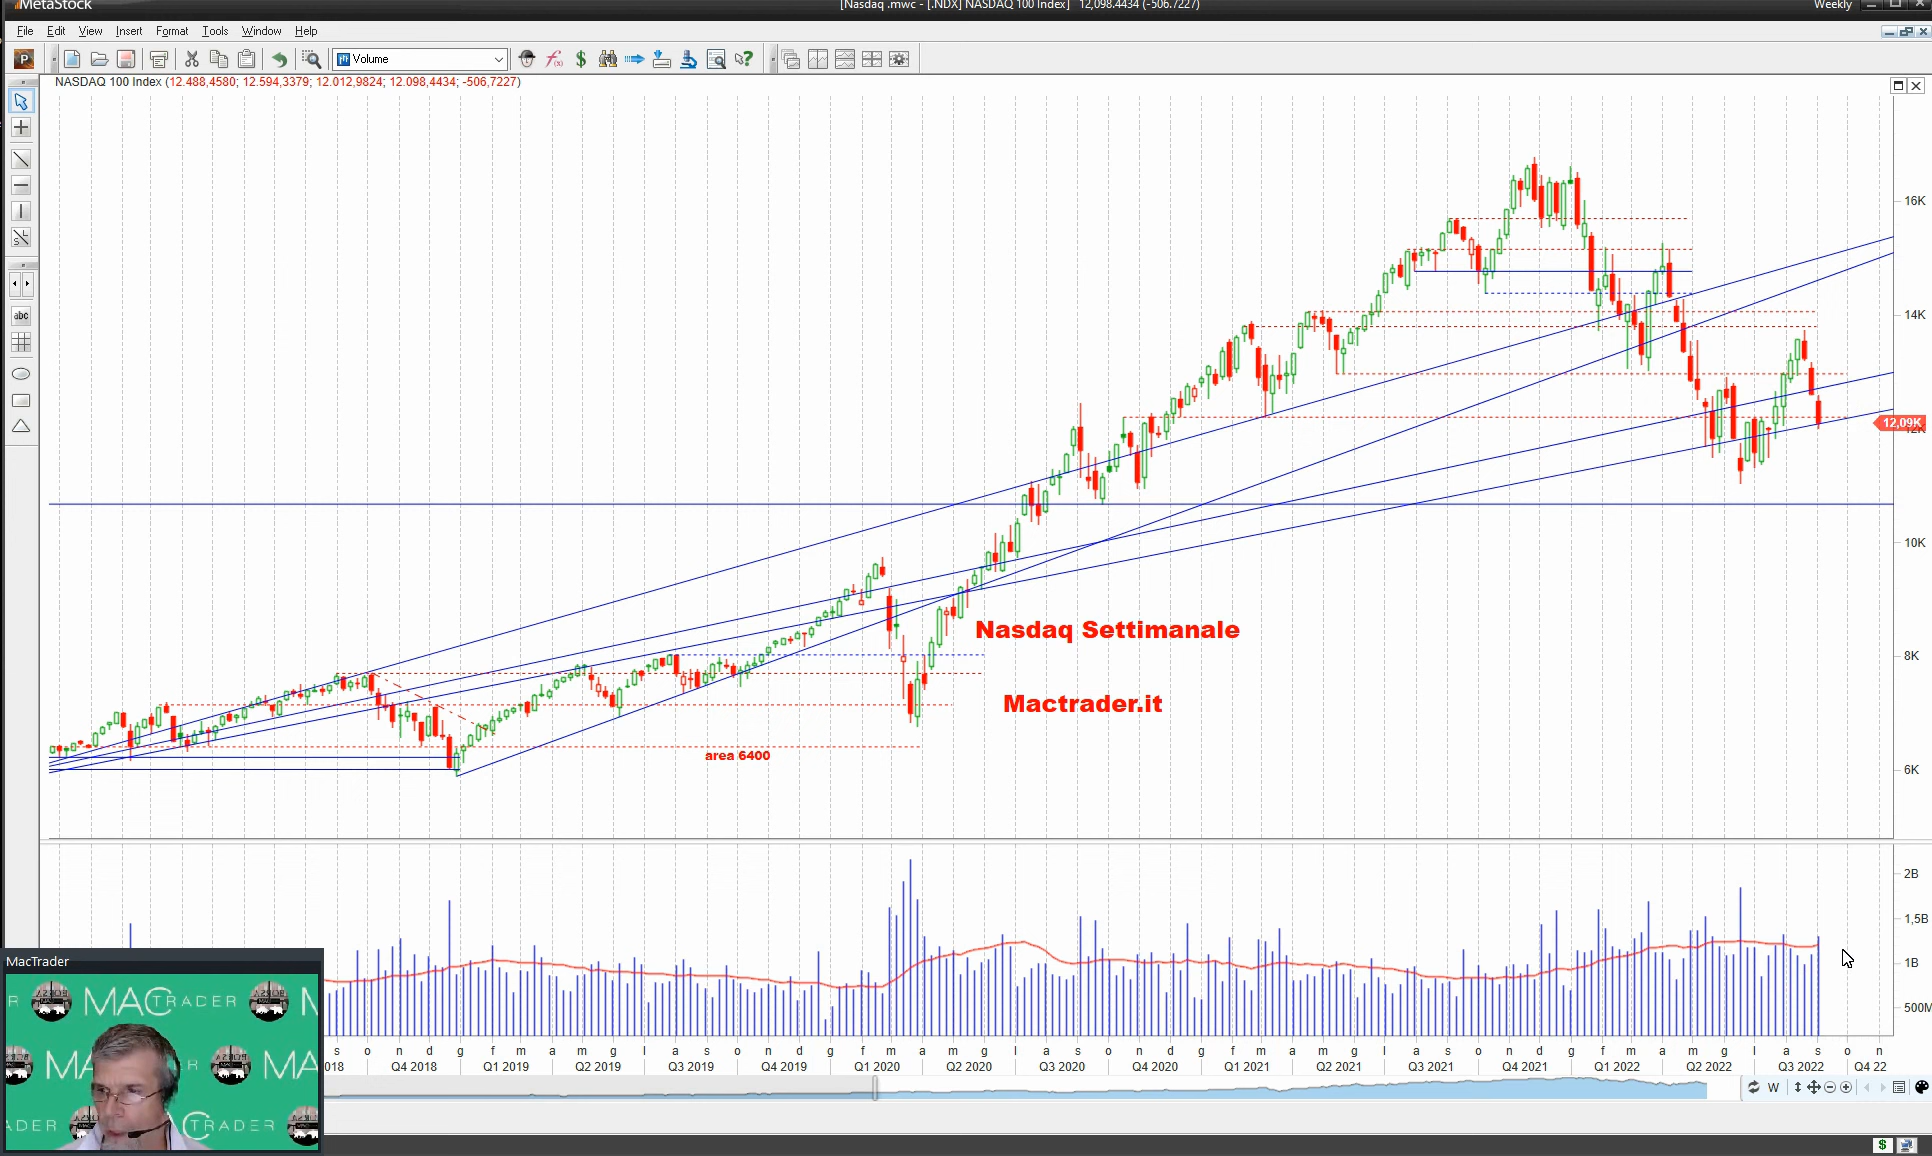 MetaStock
[Nasdaq .mwc - [.NDX] NASDAQ 100 Index] 12,098.4434 (-506.7227)
Weekly
File Edit View Insert Format Tools Window Help
P
Volume
NASDAQ 100 Index (12.488,4580; 12.594,3379; 12.012,9824; 12.098,4434; -506,7227)
abc
16K
14K
12,09K
12K
10K
8K
6K
Nasdaq Settimanale
Mactrader.it
area 6400
2B
1,5B
1B
500M
MacTrader
MACTRADER
s o n d g f m a m g l a s o n d g f m a m g l a s o n d g f m a m g l a s o n d g f m a m g l a s o n
018 Q4 2018 Q1 2019 Q2 2019 Q3 2019 Q4 2019 Q1 2020 Q2 2020 Q3 2020 Q4 2020 Q1 2021 Q2 2021 Q3 2021 Q4 2021 Q1 2022 Q2 2022 Q3 2022 Q4 22
W